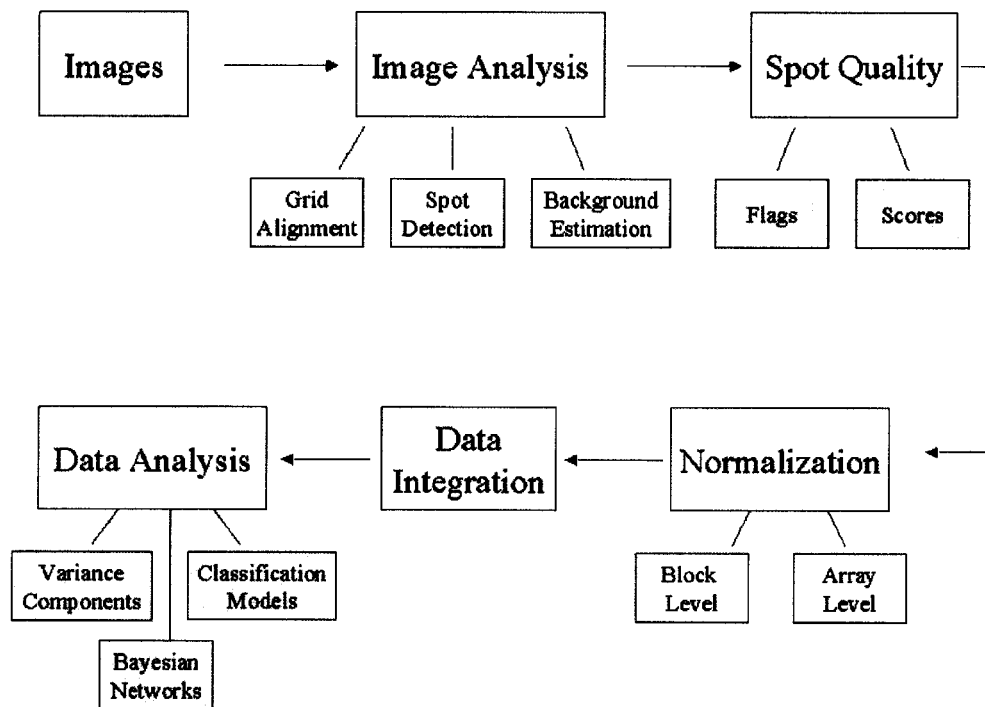 Images
Image Analysis
Spot Quality
Grid
Alignment
Spot
Detection
Background
Estimation
Flags
Scores
Data Analysis
Data
Integration
Normalization
Variance
Components
Classification
Models
Bayesian
Networks
Block
Level
Array
Level